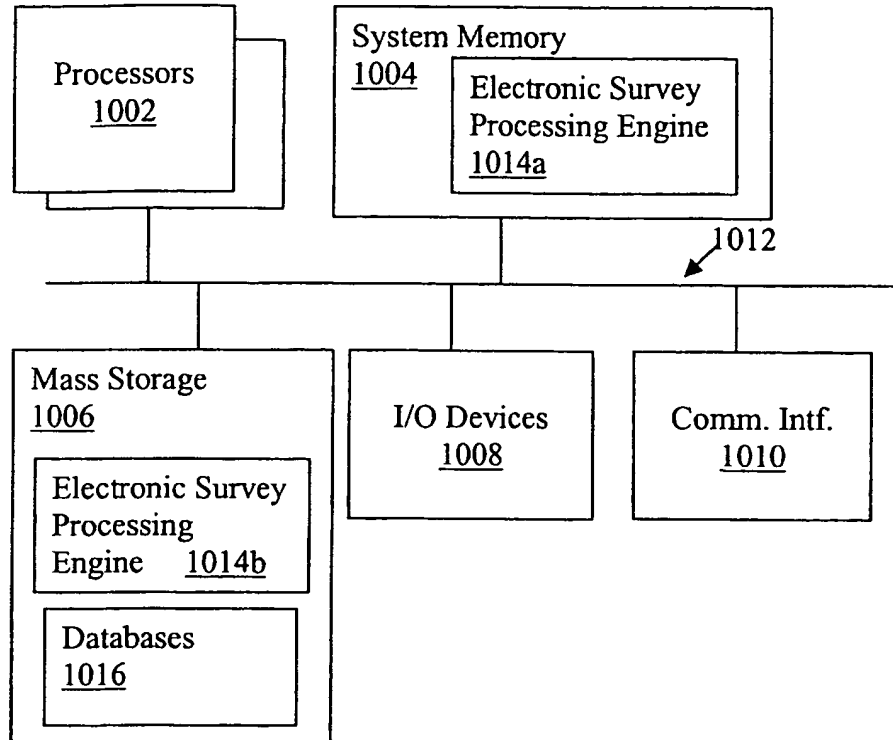 Processors
1002
System Memory
1004
Electronic Survey
Processing Engine
1014a
1012
Mass Storage
1006
Electronic Survey
Processing
Engine 1014b
Databases
1016
I/O Devices
1008
Comm. Intf.
1010